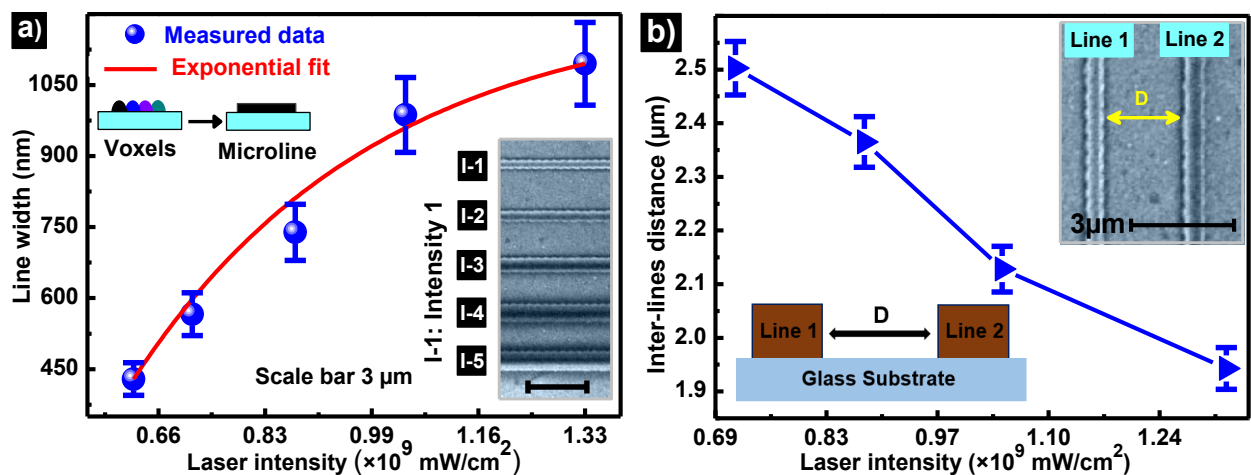 a)
Measured data
Exponential fit
Voxels
Microline
I-1: Intensity 1
I-1
I-2
I-3
I-4
I-5
Scale bar 3 μm
Line width (nm)
1050
900
750
600
450
0.66 0.83 0.99 1.16 1.33
Laser intensity (×10⁹ mW/cm²)
b)
Line 1 Line 2
D
3μm
Line 1 D Line 2
Glass Substrate
Inter-lines distance (μm)
2.5
2.4
2.3
2.2
2.1
2.0
1.9
0.69 0.83 0.97 1.10 1.24
Laser intensity (×10⁹ mW/cm²)